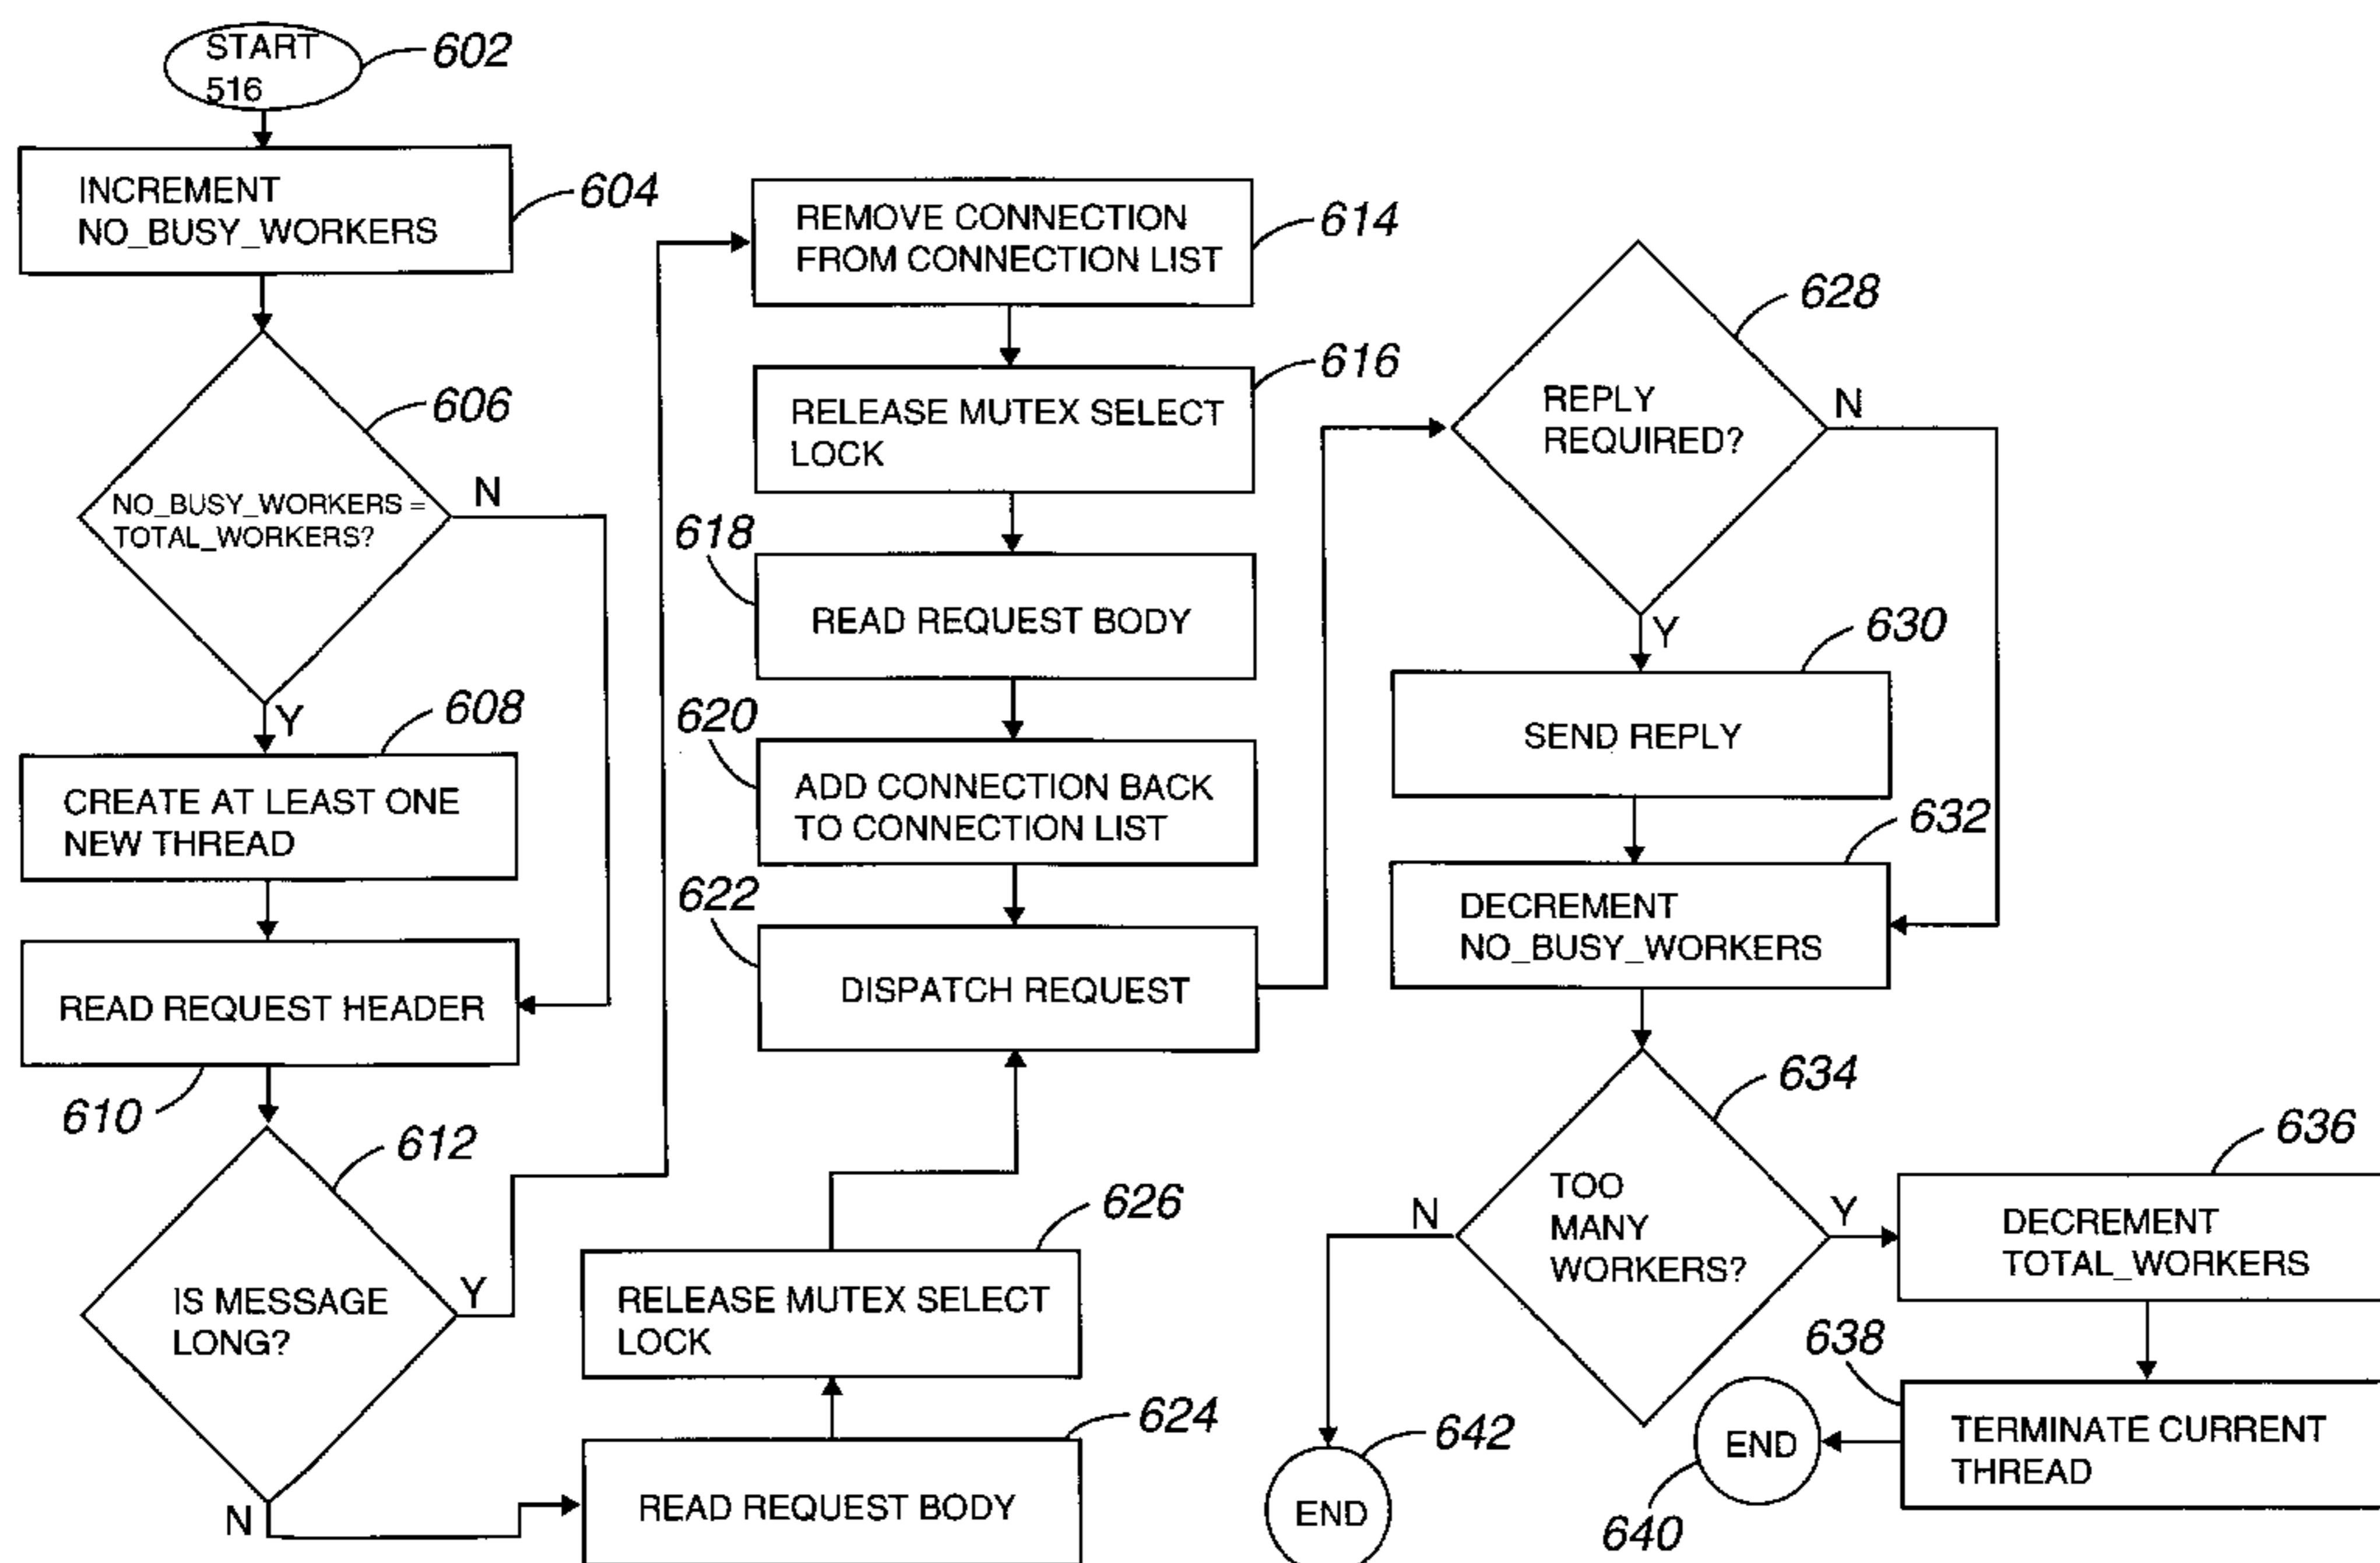 START
516
602
INCREMENT
NO_BUSY_WORKERS
604
NO_BUSY_WORKERS =
TOTAL_WORKERS?
606
N
Y
608
CREATE AT LEAST ONE
NEW THREAD
READ REQUEST HEADER
610
612
IS MESSAGE
LONG?
Y
N
REMOVE CONNECTION
FROM CONNECTION LIST
614
RELEASE MUTEX SELECT
LOCK
616
618
READ REQUEST BODY
620
ADD CONNECTION BACK
TO CONNECTION LIST
622
DISPATCH REQUEST
626
RELEASE MUTEX SELECT
LOCK
624
READ REQUEST BODY
628
REPLY
REQUIRED?
N
Y
630
SEND REPLY
632
DECREMENT
NO_BUSY_WORKERS
634
TOO
MANY
WORKERS?
N
Y
636
DECREMENT
TOTAL_WORKERS
638
TERMINATE CURRENT
THREAD
END
640
642
END